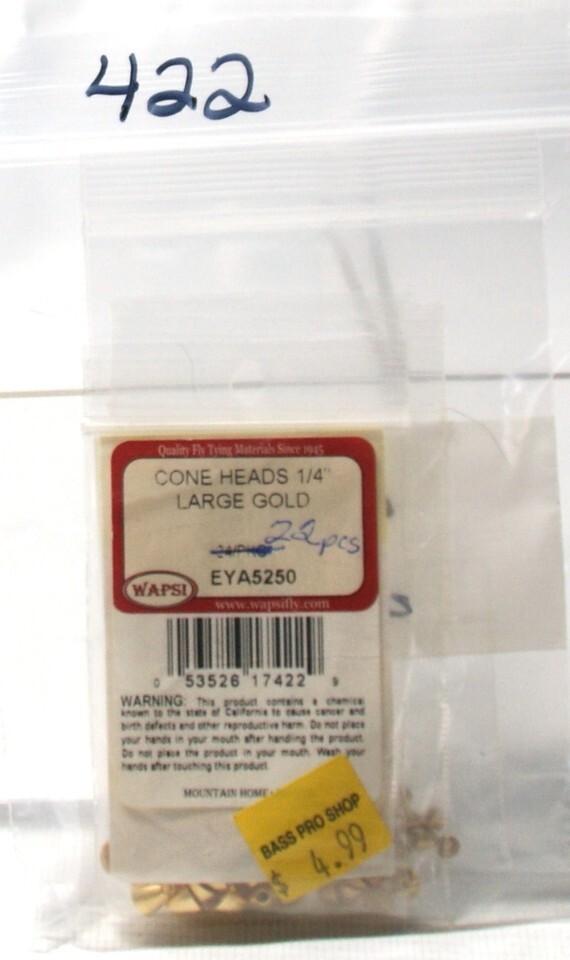 422
Quality Fly Tying Materials Since 1945
CONE HEADS 1/4"
LARGE GOLD
22pcs
EYA5250
WAPSI
www.wapsifly.com
0 53526 17422 9
WARNING: This product contains a chemical
known to the state of California to cause cancer and
birth defects and other reproductive harm. Do not place
your hands in your mouth after handling the product.
Do not place the product in your mouth. Wash your
hands after touching this product.
MOUNTAIN HOME
BASS PRO SHOP
$ 4.99